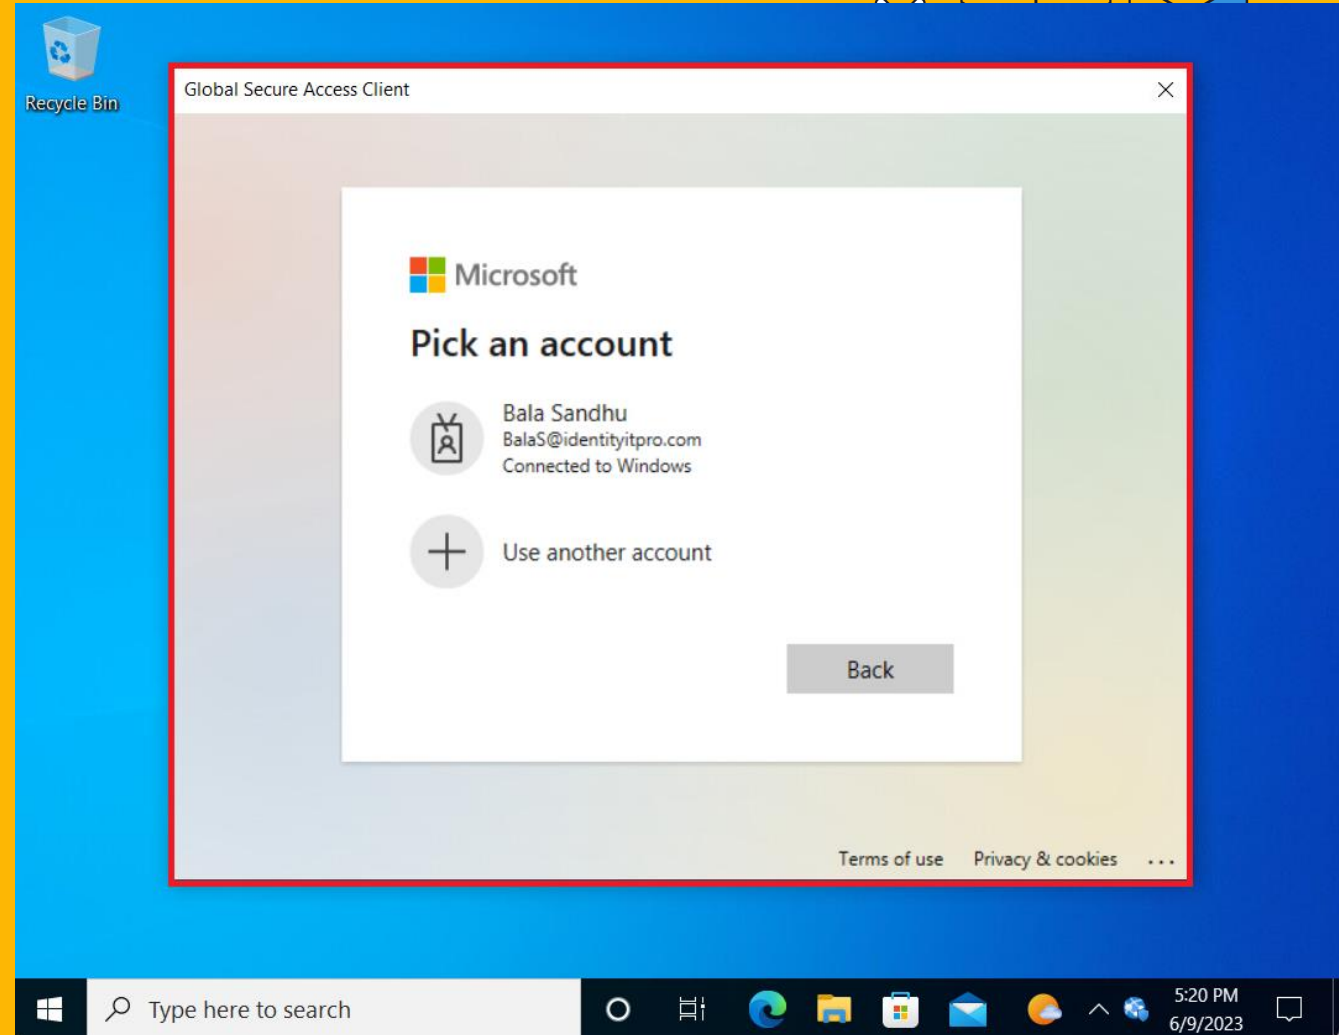 Recycle Bin
Global Secure Access Client
Microsoft
Pick an account
Bala Sandhu
BalaS@identityitpro.com
Connected to Windows
Use another account
Back
Terms of use Privacy & cookies ...
Type here to search
5:20 PM
6/9/2023